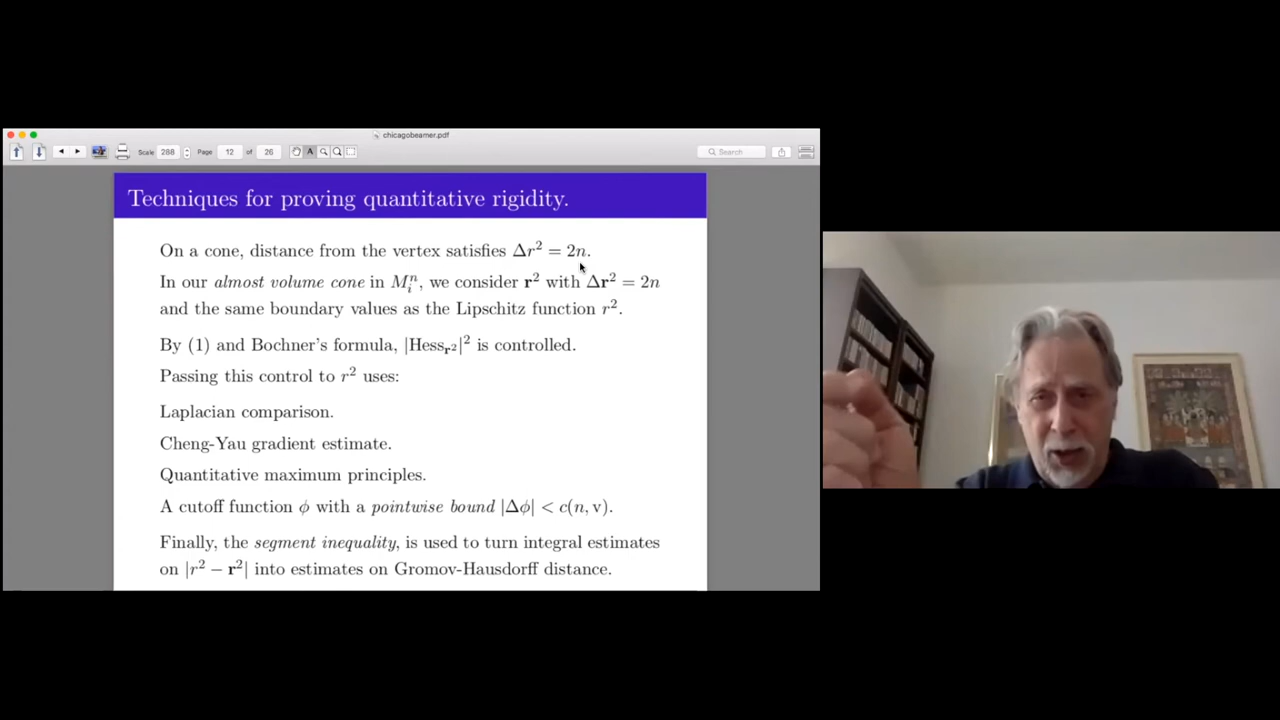 chicagobeamer.pdf
Scale 288 Page 12 of 26 A Search
Techniques for proving quantitative rigidity.
On a cone, distance from the vertex satisfies Δr² = 2n.
In our almost volume cone in Mᵢⁿ, we consider 𝐫² with Δ𝐫² = 2n
and the same boundary values as the Lipschitz function r².
By (1) and Bochner's formula, |Hess_𝐫²|² is controlled.
Passing this control to r² uses:
Laplacian comparison.
Cheng-Yau gradient estimate.
Quantitative maximum principles.
A cutoff function ϕ with a pointwise bound |Δϕ| < c(n, v).
Finally, the segment inequality, is used to turn integral estimates
on |r² − 𝐫²| into estimates on Gromov-Hausdorff distance.